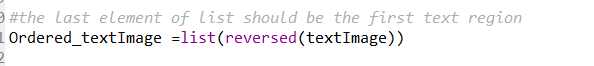 #the last element of list should be the first text region
Ordered_textImage =list(reversed(textImage))